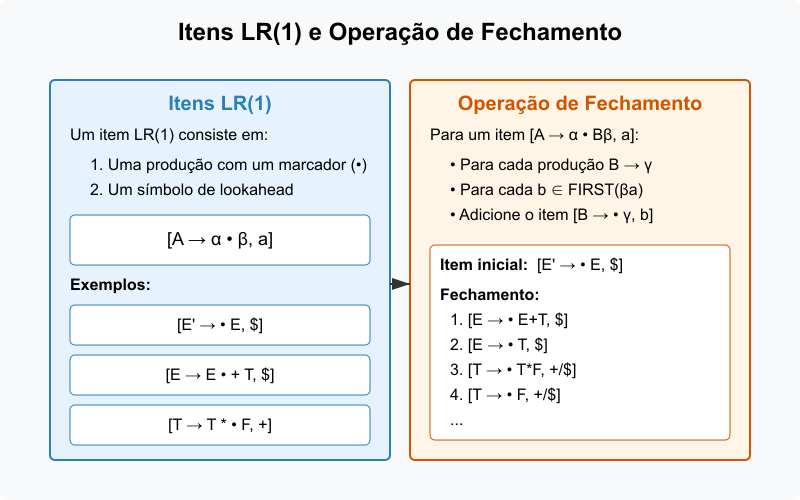 Itens LR(1) e Operação de Fechamento
Itens LR(1)
Um item LR(1) consiste em:
1. Uma produção com um marcador (•)
2. Um símbolo de lookahead
[A → α • β, a]
Exemplos:
[E' → • E, $]
[E → E • + T, $]
[T → T * • F, +]
Operação de Fechamento
Para um item [A → α • Bβ, a]:
• Para cada produção B → γ
• Para cada b ∈ FIRST(βa)
• Adicione o item [B → • γ, b]
Item inicial: [E' → • E, $]
Fechamento:
1. [E → • E+T, $]
2. [E → • T, $]
3. [T → • T*F, +/$]
4. [T → • F, +/$]
...